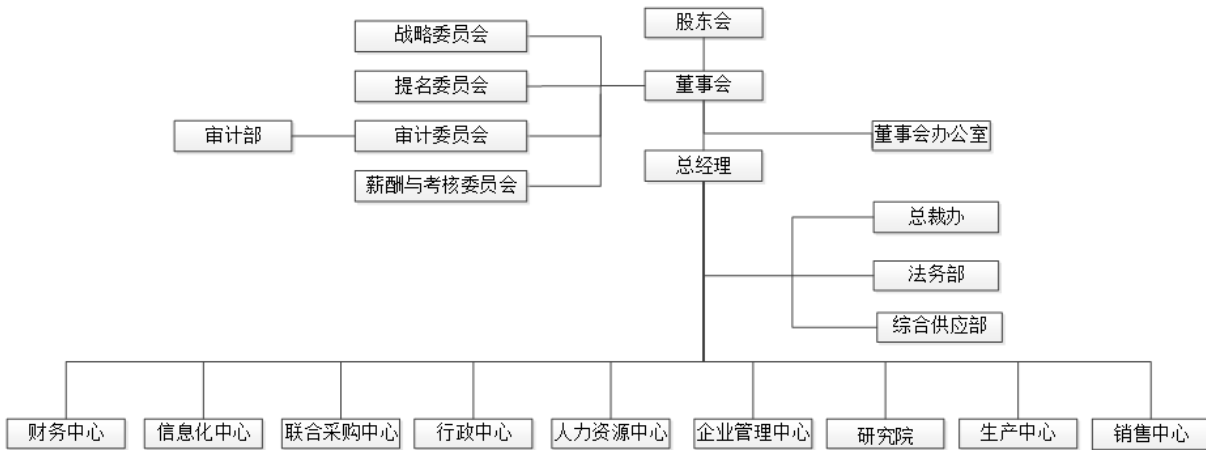 股东会
战略委员会
提名委员会
董事会
审计部
审计委员会
董事会办公室
总经理
薪酬与考核委员会
总裁办
法务部
综合供应部
财务中心
信息化中心
联合采购中心
行政中心
人力资源中心
企业管理中心
研究院
生产中心
销售中心